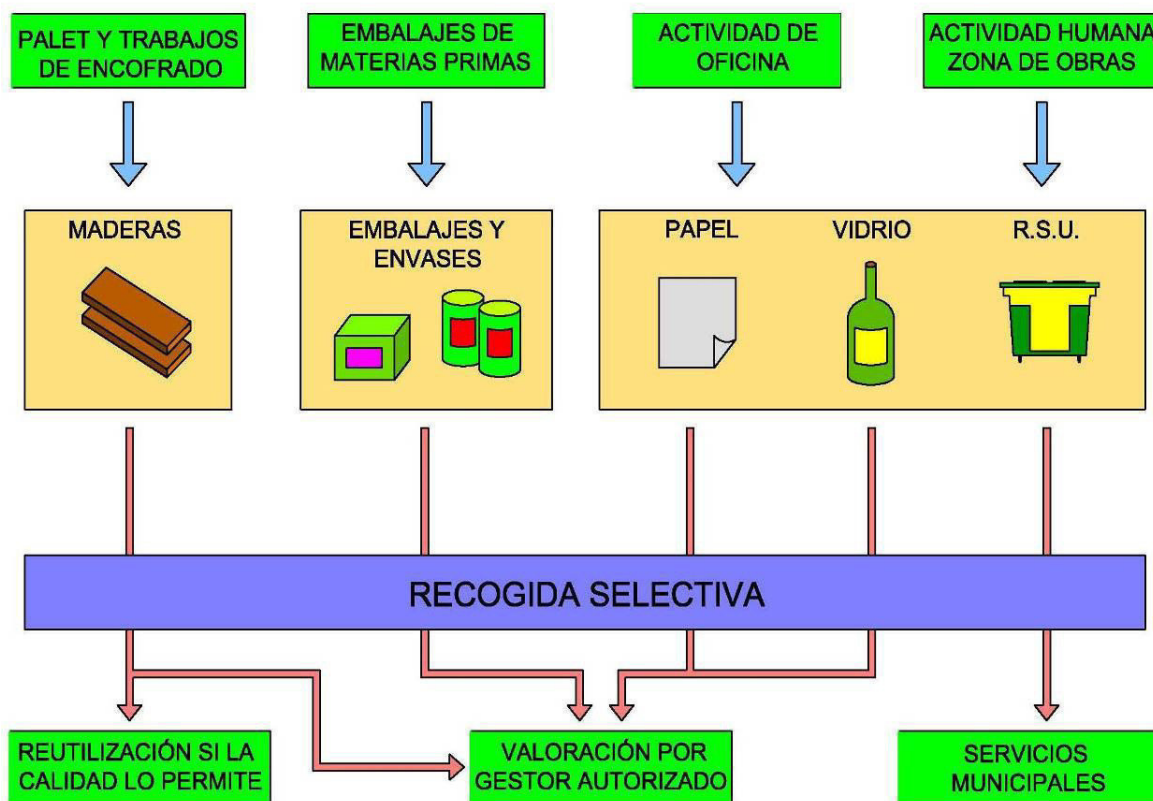 PALET Y TRABAJOS
DE ENCOFRADO
EMBALAJES DE
MATERIAS PRIMAS
ACTIVIDAD DE
OFICINA
ACTIVIDAD HUMANA
ZONA DE OBRAS
MADERAS
EMBALAJES Y
ENVASES
PAPEL
VIDRIO
R.S.U.
RECOGIDA SELECTIVA
REUTILIZACIÓN SI LA
CALIDAD LO PERMITE
VALORACIÓN POR
GESTOR AUTORIZADO
SERVICIOS
MUNICIPALES